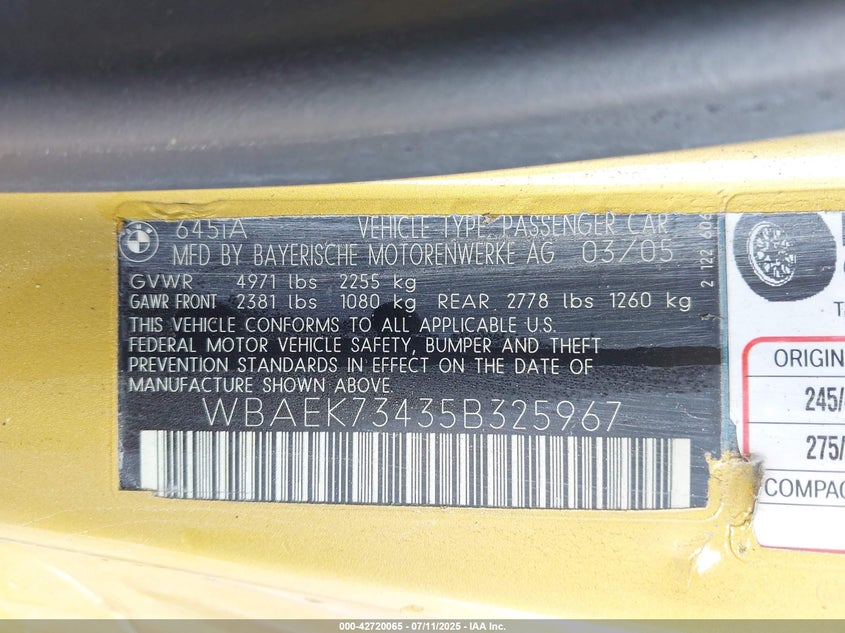 645iA VEHICLE TYPE: PASSENGER CAR
MFD BY BAYERISCHE MOTORENWERKE AG 03/05
GVWR 4971 lbs 2255 kg
GAWR FRONT 2381 lbs 1080 kg REAR 2778 lbs 1260 kg
THIS VEHICLE CONFORMS TO ALL APPLICABLE U.S.
FEDERAL MOTOR VEHICLE SAFETY, BUMPER AND THEFT
PREVENTION STANDARDS IN EFFECT ON THE DATE OF
MANUFACTURE SHOWN ABOVE.
WBAEK73435B325967
2 122 604
ORIGIN
245/
275/
COMPAC
000-42720065 - 07/11/2025 - IAA Inc.